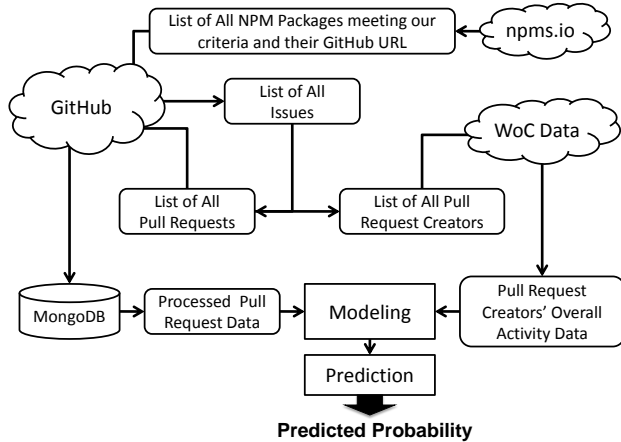 List of All NPM Packages meeting our
criteria and their GitHub URL
npms.io
GitHub
List of All
Issues
WoC Data
List of All
Pull Requests
List of All Pull
Request Creators
MongoDB
Processed Pull
Request Data
Modeling
Pull Request
Creators’ Overall
Activity Data
Prediction
Predicted Probability